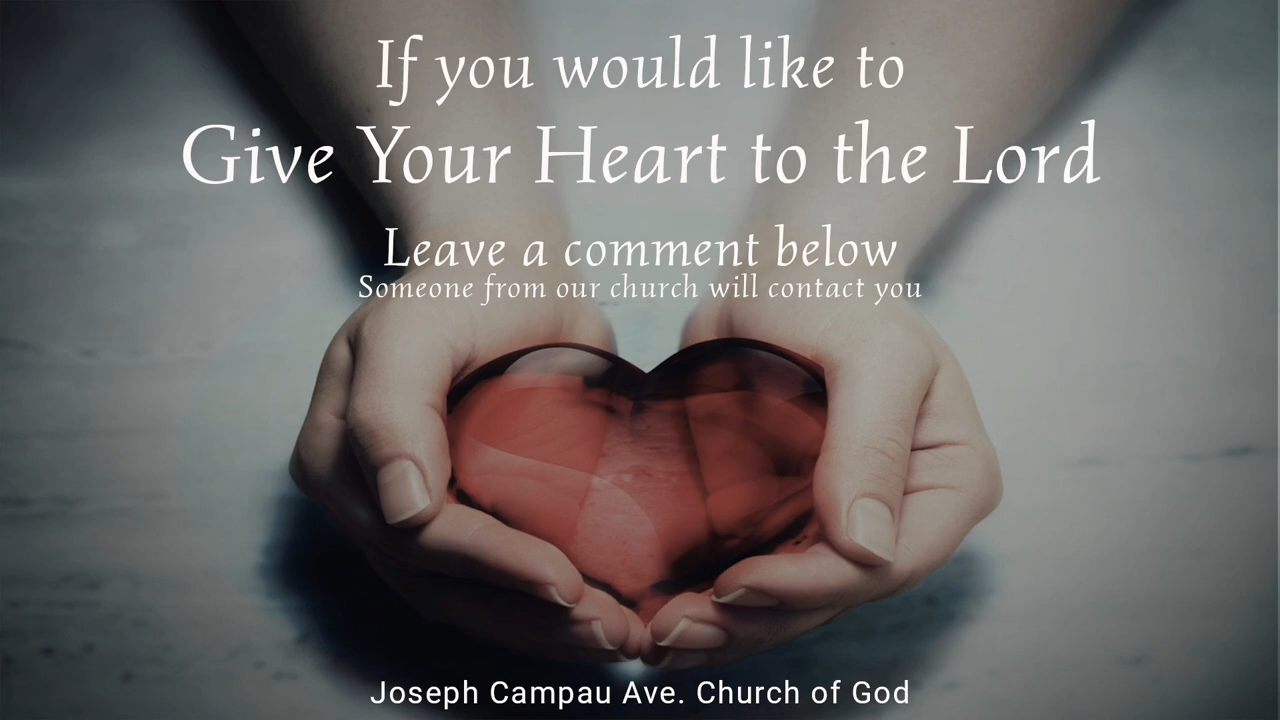 If you would like to
Give Your Heart to the Lord
Leave a comment below
Someone from our church will contact you
Joseph Campau Ave. Church of God